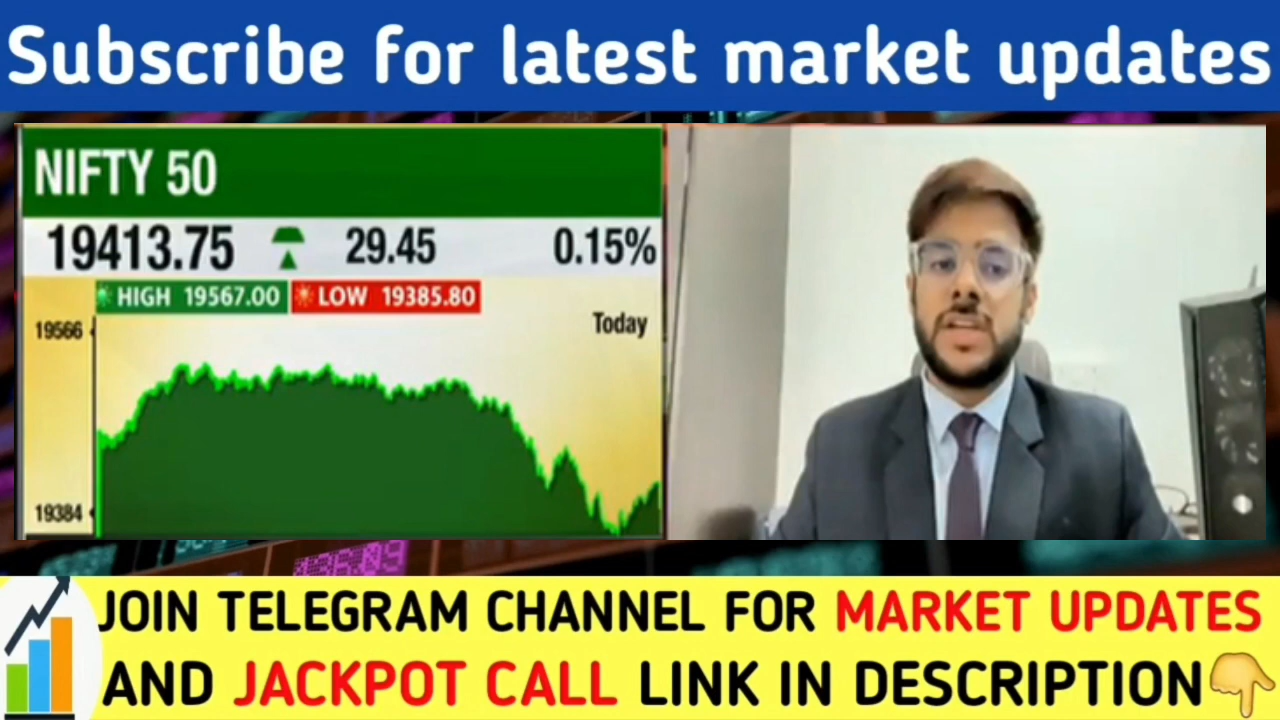 Subscribe for latest market updates
NIFTY 50
19413.75 29.45 0.15%
HIGH 19567.00 LOW 19385.80
Today
19566
19384
JOIN TELEGRAM CHANNEL FOR MARKET UPDATES
AND JACKPOT CALL LINK IN DESCRIPTION